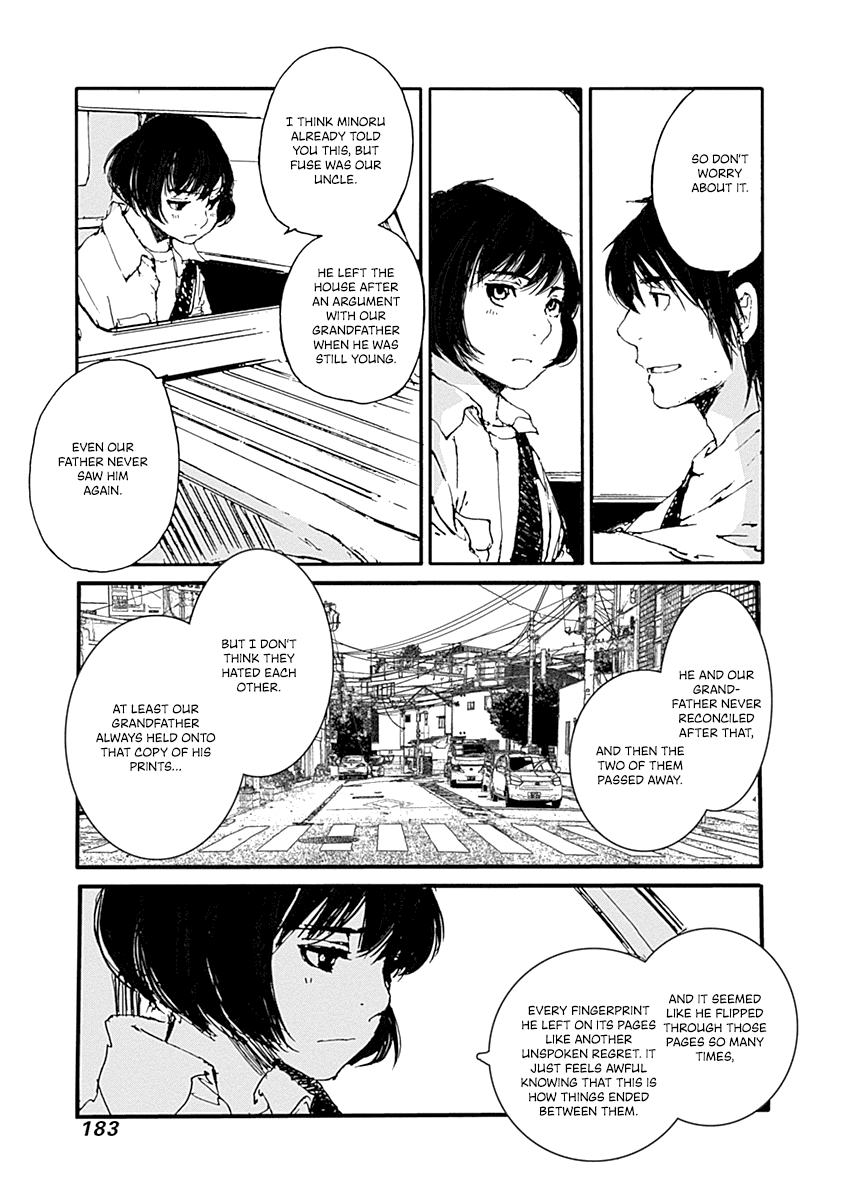 SO DON'T
WORRY
ABOUT IT.
I THINK MINORU
ALREADY TOLD
YOU THIS, BUT
FUSE WAS OUR
UNCLE.
HE LEFT THE
HOUSE AFTER
AN ARGUMENT
WITH OUR
GRANDFATHER
WHEN HE WAS
STILL YOUNG.
EVEN OUR
FATHER NEVER
SAW HIM
AGAIN.
HE AND OUR
GRAND-
FATHER NEVER
RECONCILED
AFTER THAT,
AND THEN THE
TWO OF THEM
PASSED AWAY.
BUT I DON'T
THINK THEY
HATED EACH
OTHER.
AT LEAST OUR
GRANDFATHER
ALWAYS HELD ONTO
THAT COPY OF HIS
PRINTS...
AND IT SEEMED
LIKE HE FLIPPED
THROUGH THOSE
PAGES SO MANY
TIMES,
EVERY FINGERPRINT
HE LEFT ON ITS PAGES
LIKE ANOTHER
UNSPOKEN REGRET. IT
JUST FEELS AWFUL
KNOWING THAT THIS IS
HOW THINGS ENDED
BETWEEN THEM.
183